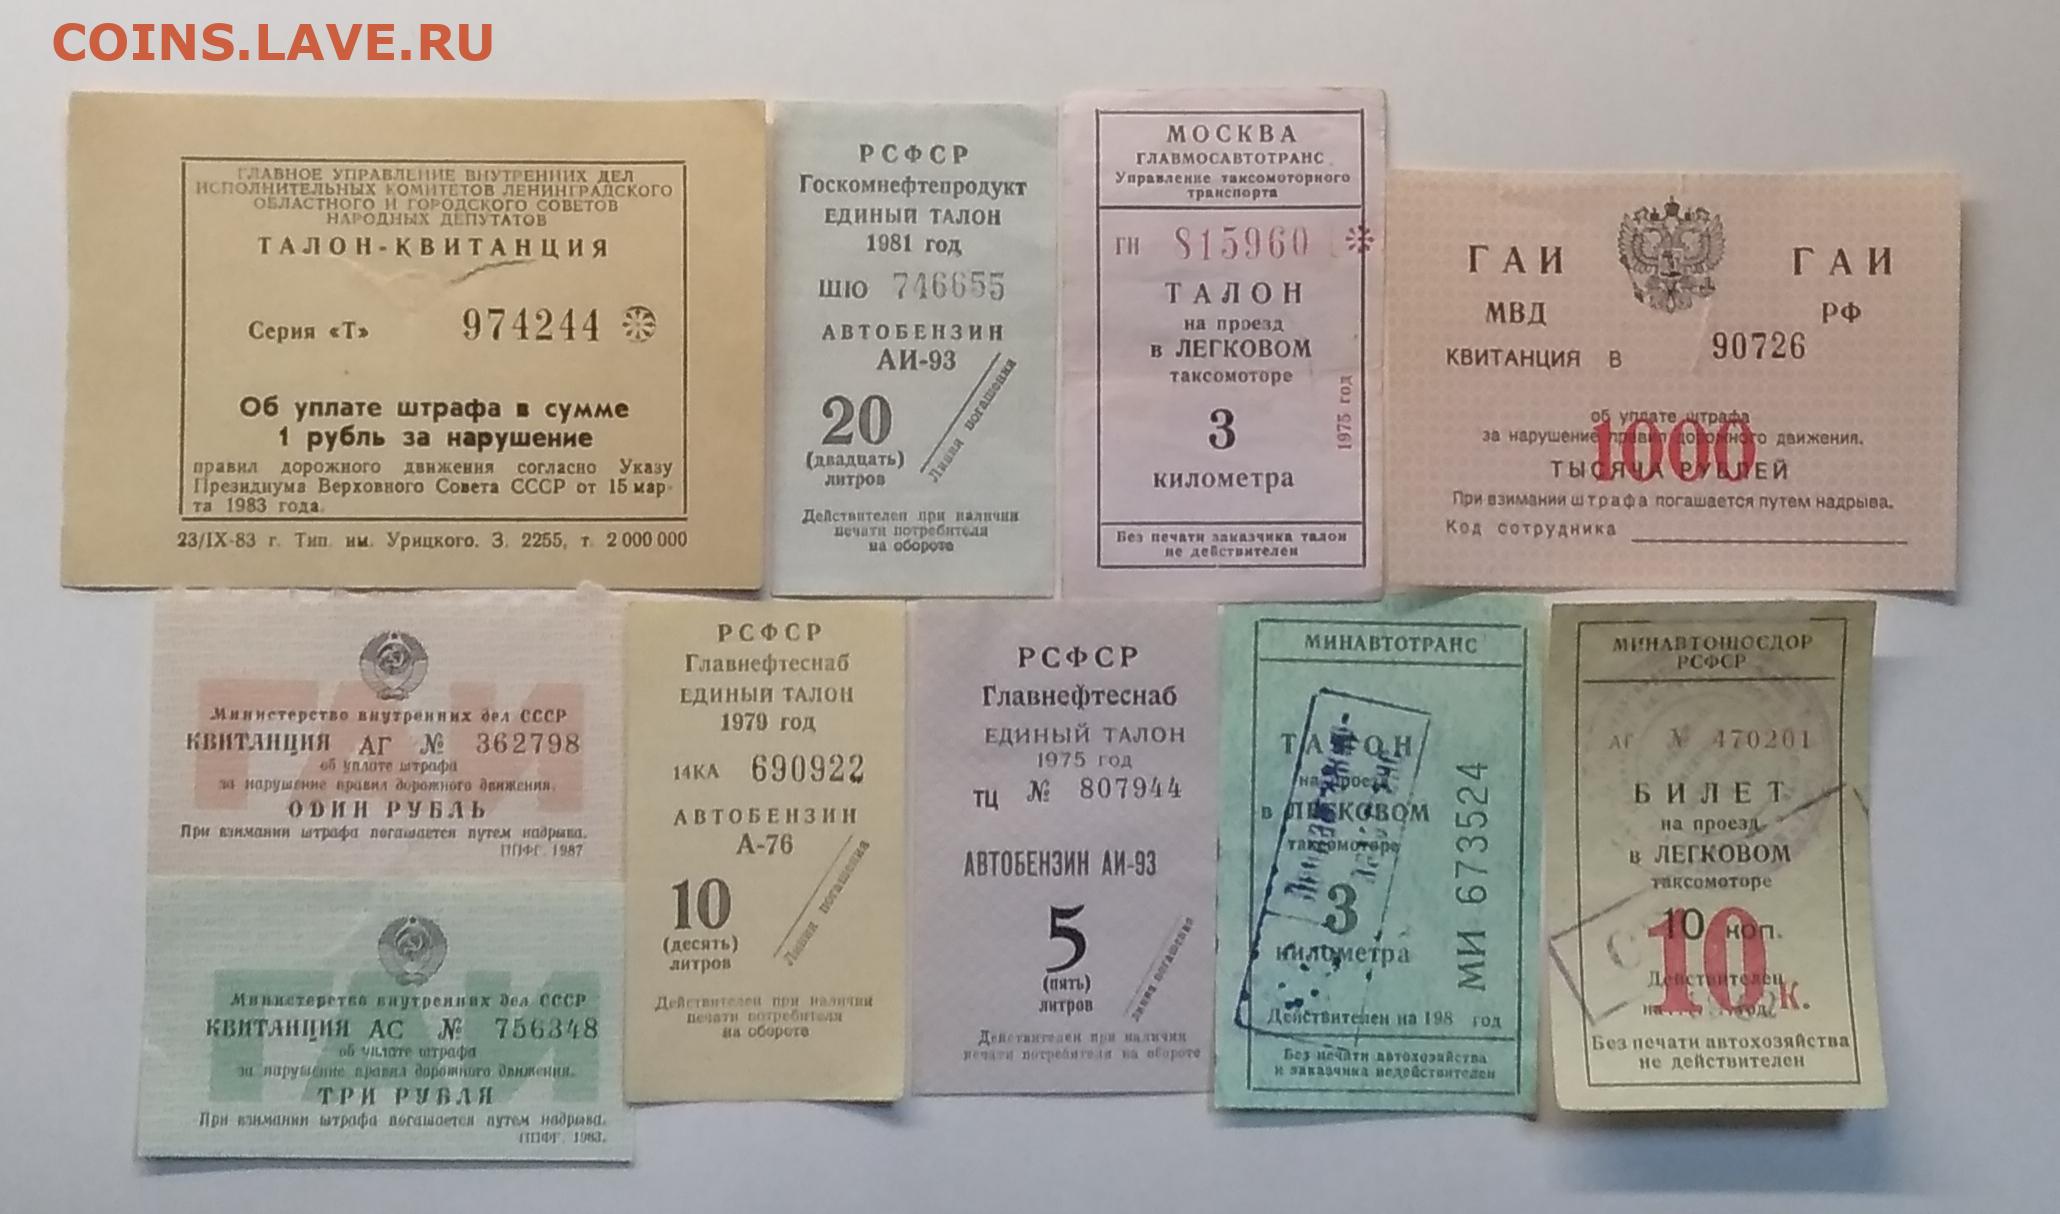 COINS.LAVE.RU
ГЛАВНОЕ УПРАВЛЕНИЕ ВНУТРЕННИХ ДЕЛ
ИСПОЛНИТЕЛЬНЫХ КОМИТЕТОВ ЛЕНИНГРАДСКОГО
ОБЛАСТНОГО И ГОРОДСКОГО СОВЕТОВ
НАРОДНЫХ ДЕПУТАТОВ
ТАЛОН-КВИТАНЦИЯ
Серия «Т» 974244
Об уплате штрафа в сумме
1 рубль за нарушение
правил дорожного движения согласно Указу
Президиума Верховного Совета СССР от 15 мар-
та 1983 года.
23/IX-83 г. Тип. им. Урицкого. З. 2255, т. 2 000 000
РСФСР
Госкомнефтепродукт
ЕДИНЫЙ ТАЛОН
1981 год
ШЮ 746655
АВТОБЕНЗИН
АИ-93
20
(двадцать)
литров
Линия погашения
Действителен при наличии
печати потребителя
на обороте
МОСКВА
ГЛАВМОСАВТОТРАНС
Управление таксомоторного
транспорта
ГН 815960
ТАЛОН
на проезд
в ЛЕГКОВОМ
таксомоторе
3
километра
1975 год
Без печати заказчика талон
не действителен
ГАИ ГАИ
МВД РФ
КВИТАНЦИЯ В 90726
об уплате штрафа
за нарушение правил дорожного движения.
1000
ТЫСЯЧА РУБЛЕЙ
При взимании штрафа погашается путем надрыва.
Код сотрудника
ГАИ
Министерство внутренних дел СССР
КВИТАНЦИЯ АГ № 362798
об уплате штрафа
за нарушение правил дорожного движения.
ОДИН РУБЛЬ
При взимании штрафа погашается путем надрыва.
ППФГ. 1987
ГАИ
Министерство внутренних дел СССР
КВИТАНЦИЯ АС № 756348
об уплате штрафа
за нарушение правил дорожного движения.
ТРИ РУБЛЯ
При взимании штрафа погашается путем надрыва.
ППФГ. 1983.
РСФСР
Главнефтеснаб
ЕДИНЫЙ ТАЛОН
1979 год
14КА 690922
АВТОБЕНЗИН
А-76
10
(десять)
литров
Линия погашения
Действителен при наличии
печати потребителя
на обороте
РСФСР
Главнефтеснаб
ЕДИНЫЙ ТАЛОН
1975 год
ТЦ № 807944
АВТОБЕНЗИН АИ-93
5
(пять)
литров
Линия погашения
Действителен при наличии
печати потребителя на обороте
МИНАВТОТРАНС
ТАЛОН
на проезд
в ЛЕГКОВОМ
таксомоторе
3
километра
МИ 673524
Действителен на 198 год
Без печати автохозяйства
и заказчика недействителен
МИНАВТОШОСДОР
РСФСР
АГ № 470201
БИЛЕТ
на проезд
в ЛЕГКОВОМ
таксомоторе
10 коп.
10 К.
Действителен
на год
Без печати автохозяйства
не действителен